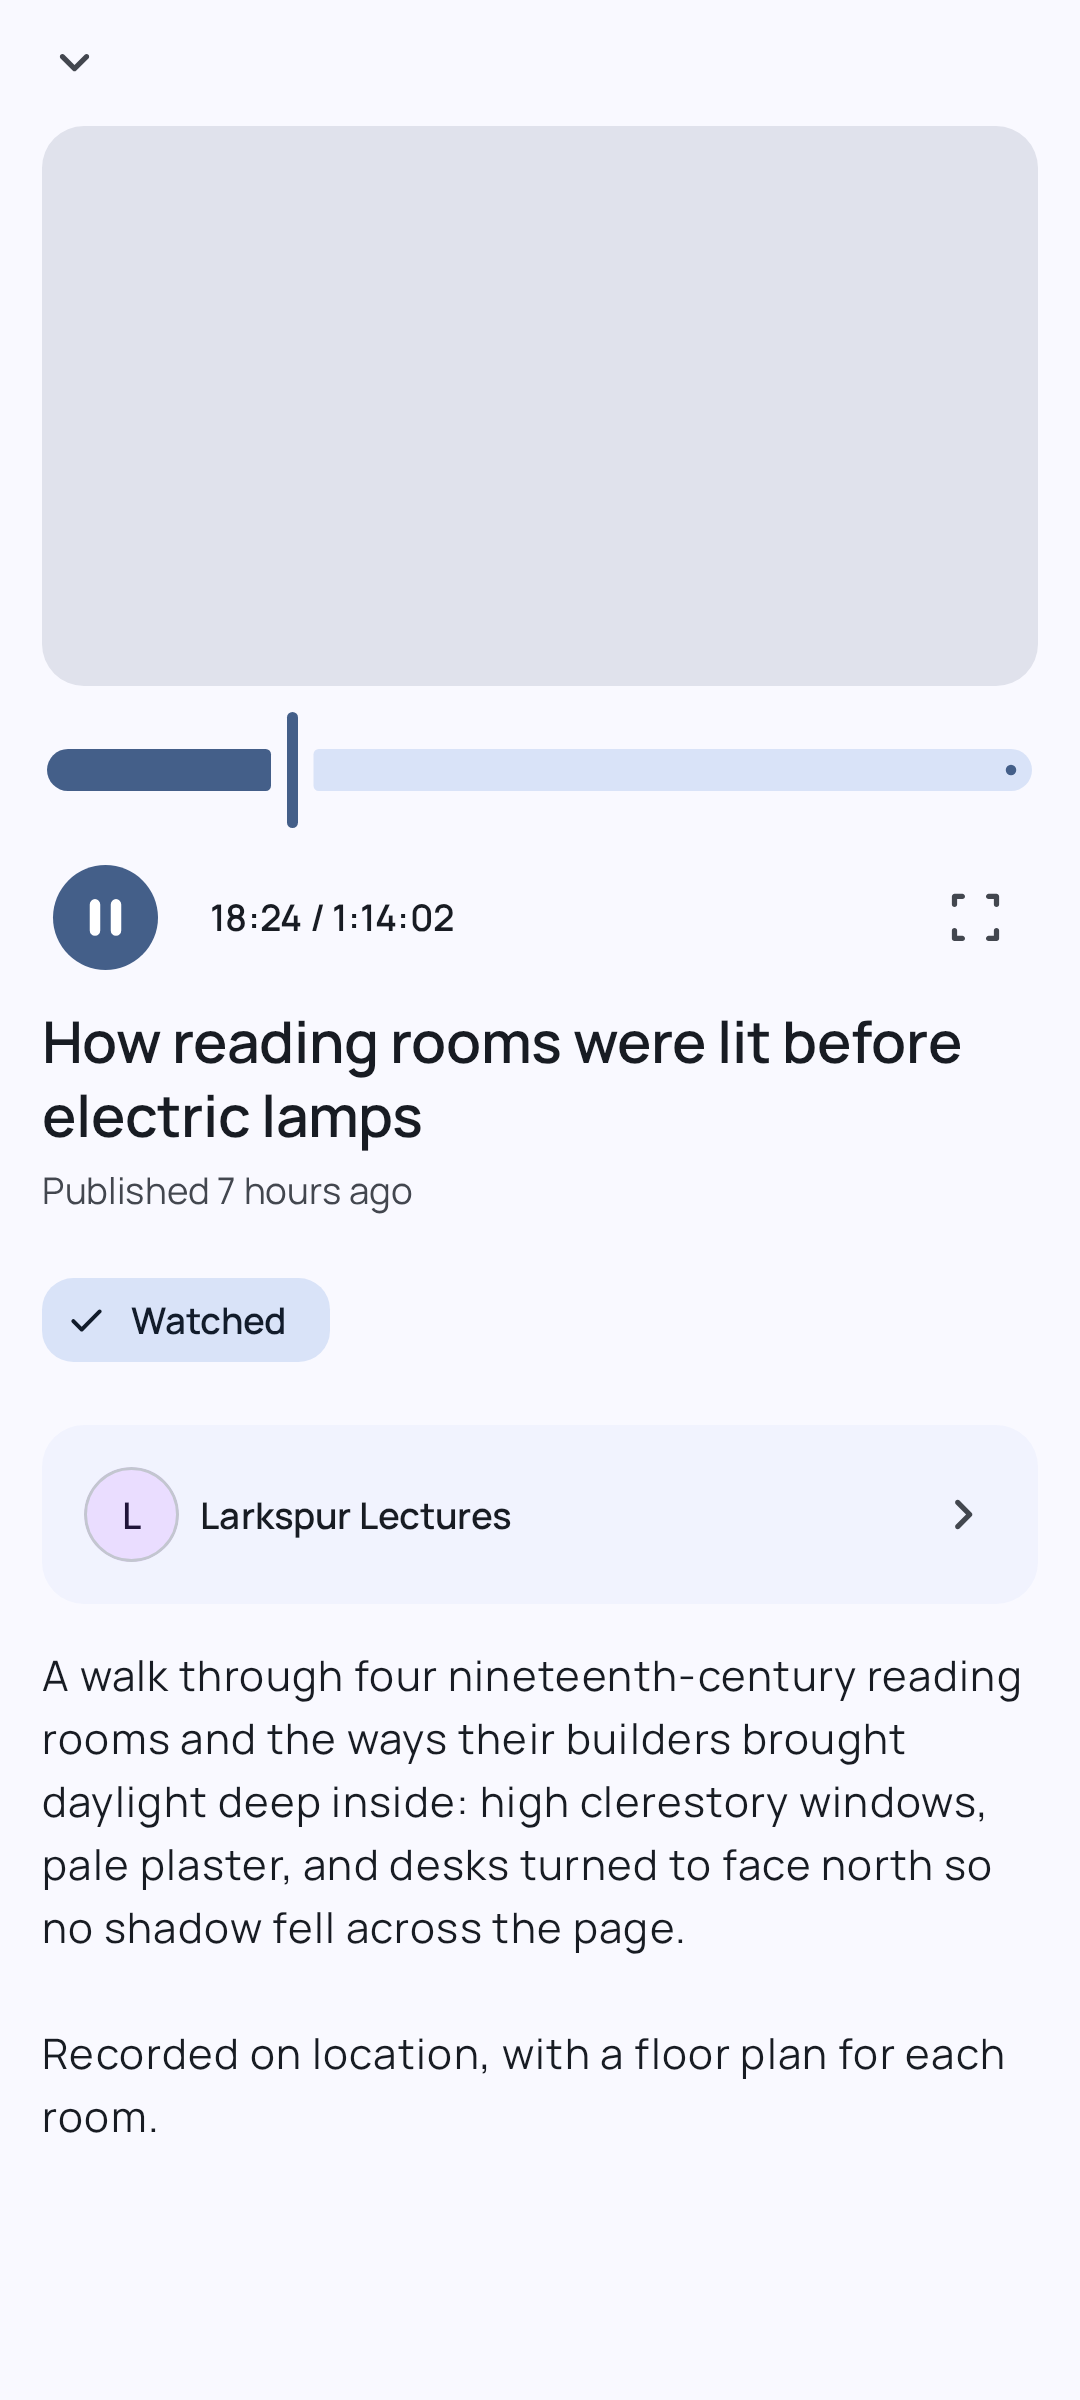 18:24 / 1:14:02
How reading rooms were lit before
electric lamps
Published 7 hours ago
Watched
L
Larkspur Lectures
A walk through four nineteenth-century reading
rooms and the ways their builders brought
daylight deep inside: high clerestory windows,
pale plaster, and desks turned to face north so
no shadow fell across the page.
Recorded on location, with a floor plan for each
room.